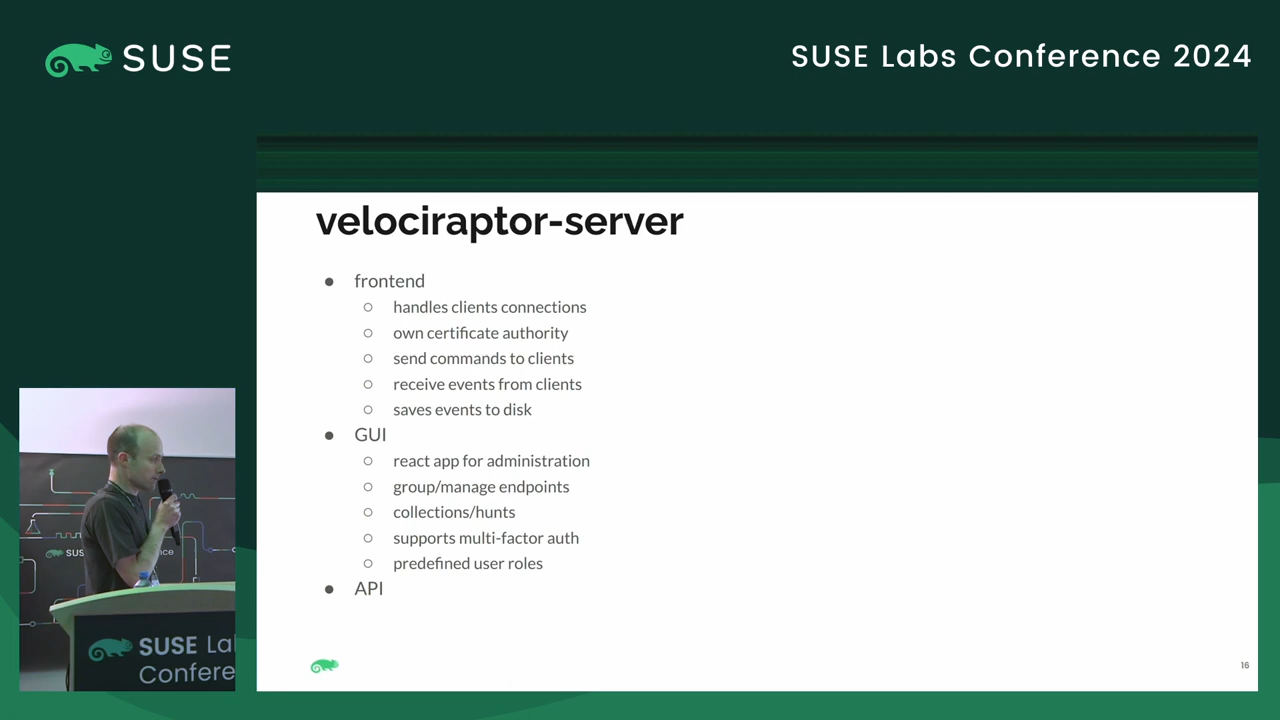 SUSE
SUSE Labs Conference 2024
velociraptor-server
● frontend
○ handles clients connections
○ own certificate authority
○ send commands to clients
○ receive events from clients
○ saves events to disk
● GUI
○ react app for administration
○ group/manage endpoints
○ collections/hunts
○ supports multi-factor auth
○ predefined user roles
● API
16
SUSE La
Confere